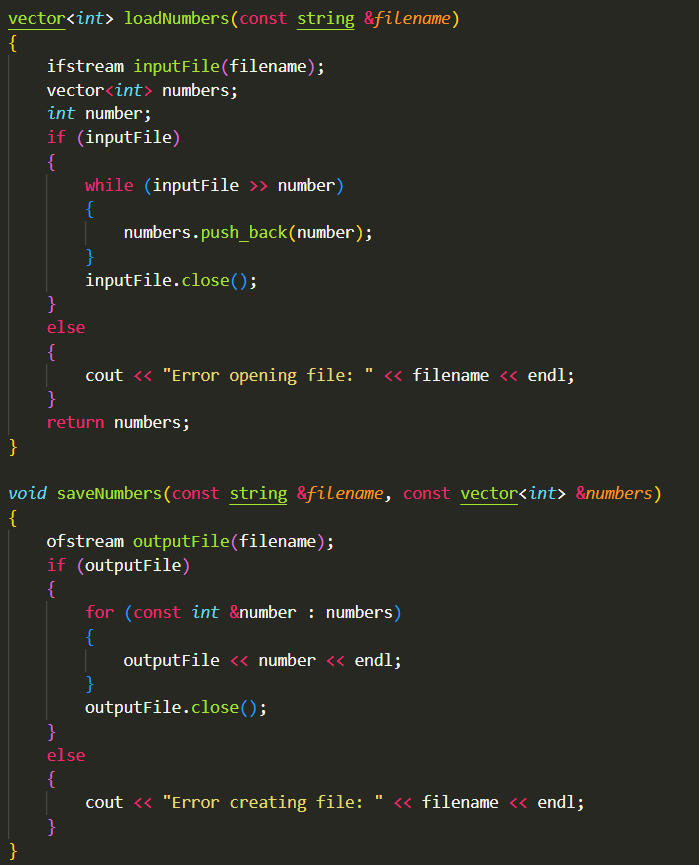 vector<int> loadNumbers(const string &filename)
{
    ifstream inputFile(filename);
    vector<int> numbers;
    int number;
    if (inputFile)
    {
        while (inputFile >> number)
        {
            numbers.push_back(number);
        }
        inputFile.close();
    }
    else
    {
        cout << "Error opening file: " << filename << endl;
    }
    return numbers;
}

void saveNumbers(const string &filename, const vector<int> &numbers)
{
    ofstream outputFile(filename);
    if (outputFile)
    {
        for (const int &number : numbers)
        {
            outputFile << number << endl;
        }
        outputFile.close();
    }
    else
    {
        cout << "Error creating file: " << filename << endl;
    }
}